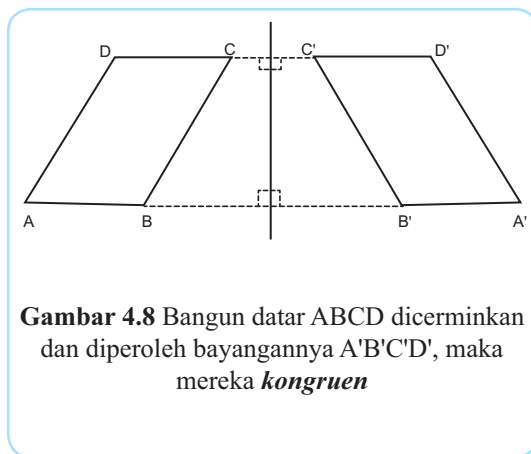 D C C' D'
A B B' A'
Gambar 4.8 Bangun datar ABCD dicerminkan
dan diperoleh bayangannya A'B'C'D', maka
mereka kongruen